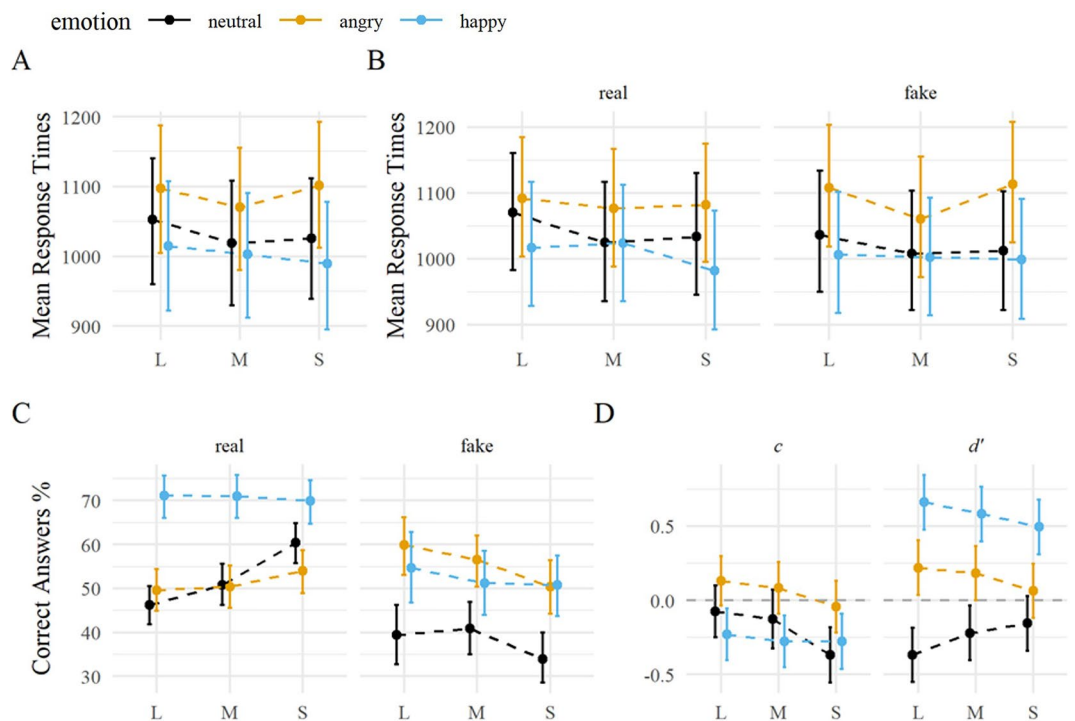 emotion neutral angry happy
A
B
real fake
Mean Response Times
1200
1100
1000
900
L M S
Mean Response Times
1200
1100
1000
900
L M S
L M S
C
D
real fake
c d'
Correct Answers %
70
60
50
40
30
L M S
L M S
0.5
0.0
-0.5
L M S
L M S